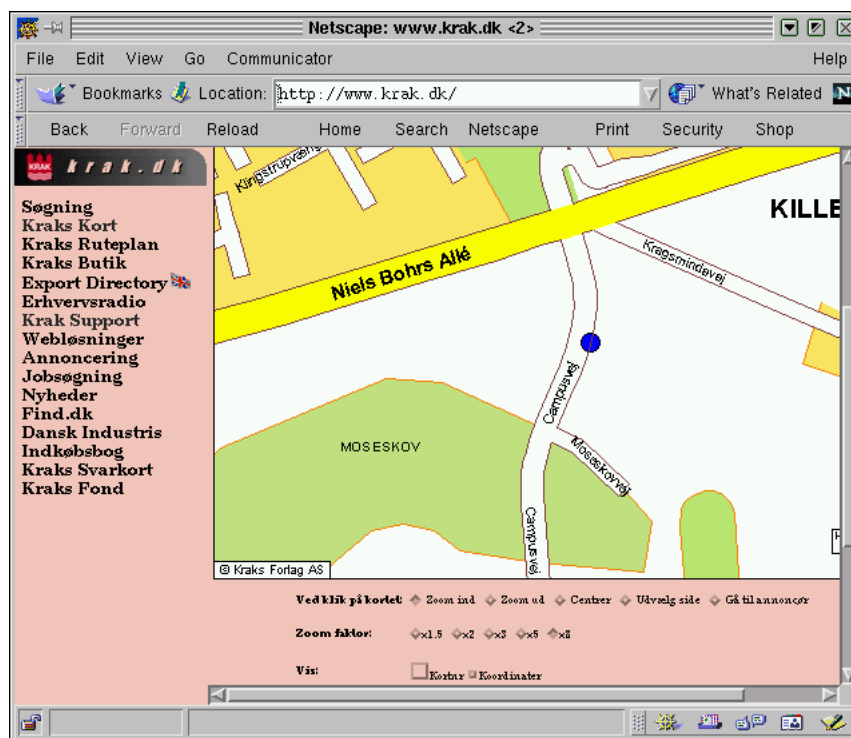 Netscape: www.krak.dk <2>
File Edit View Go Communicator Help
Bookmarks Location: http://www.krak.dk/ What's Related N
Back Forward Reload Home Search Netscape Print Security Shop
KRAK krak.dk
Søgning
Kraks Kort
Kraks Ruteplan
Kraks Butik
Export Directory
Erhvervsradio
Krak Support
Webløsninger
Annoncering
Jobsøgning
Nyheder
Find.dk
Dansk Industris
Indkøbsbog
Kraks Svarkort
Kraks Fond
Klingstrupvæng
KILLE
Kragsmindevej
Niels Bohrs Allé
Campusvej
MOSESKOV
Moseskovvej
Campusvej
© Kraks Forlag AS
Ved klik på kortet: Zoom ind Zoom ud Centrer Udvælg side Gå til annoncør
Zoom faktor: x1.5 x2 x3 x5 x8
Vis: Kortnr Koordinater